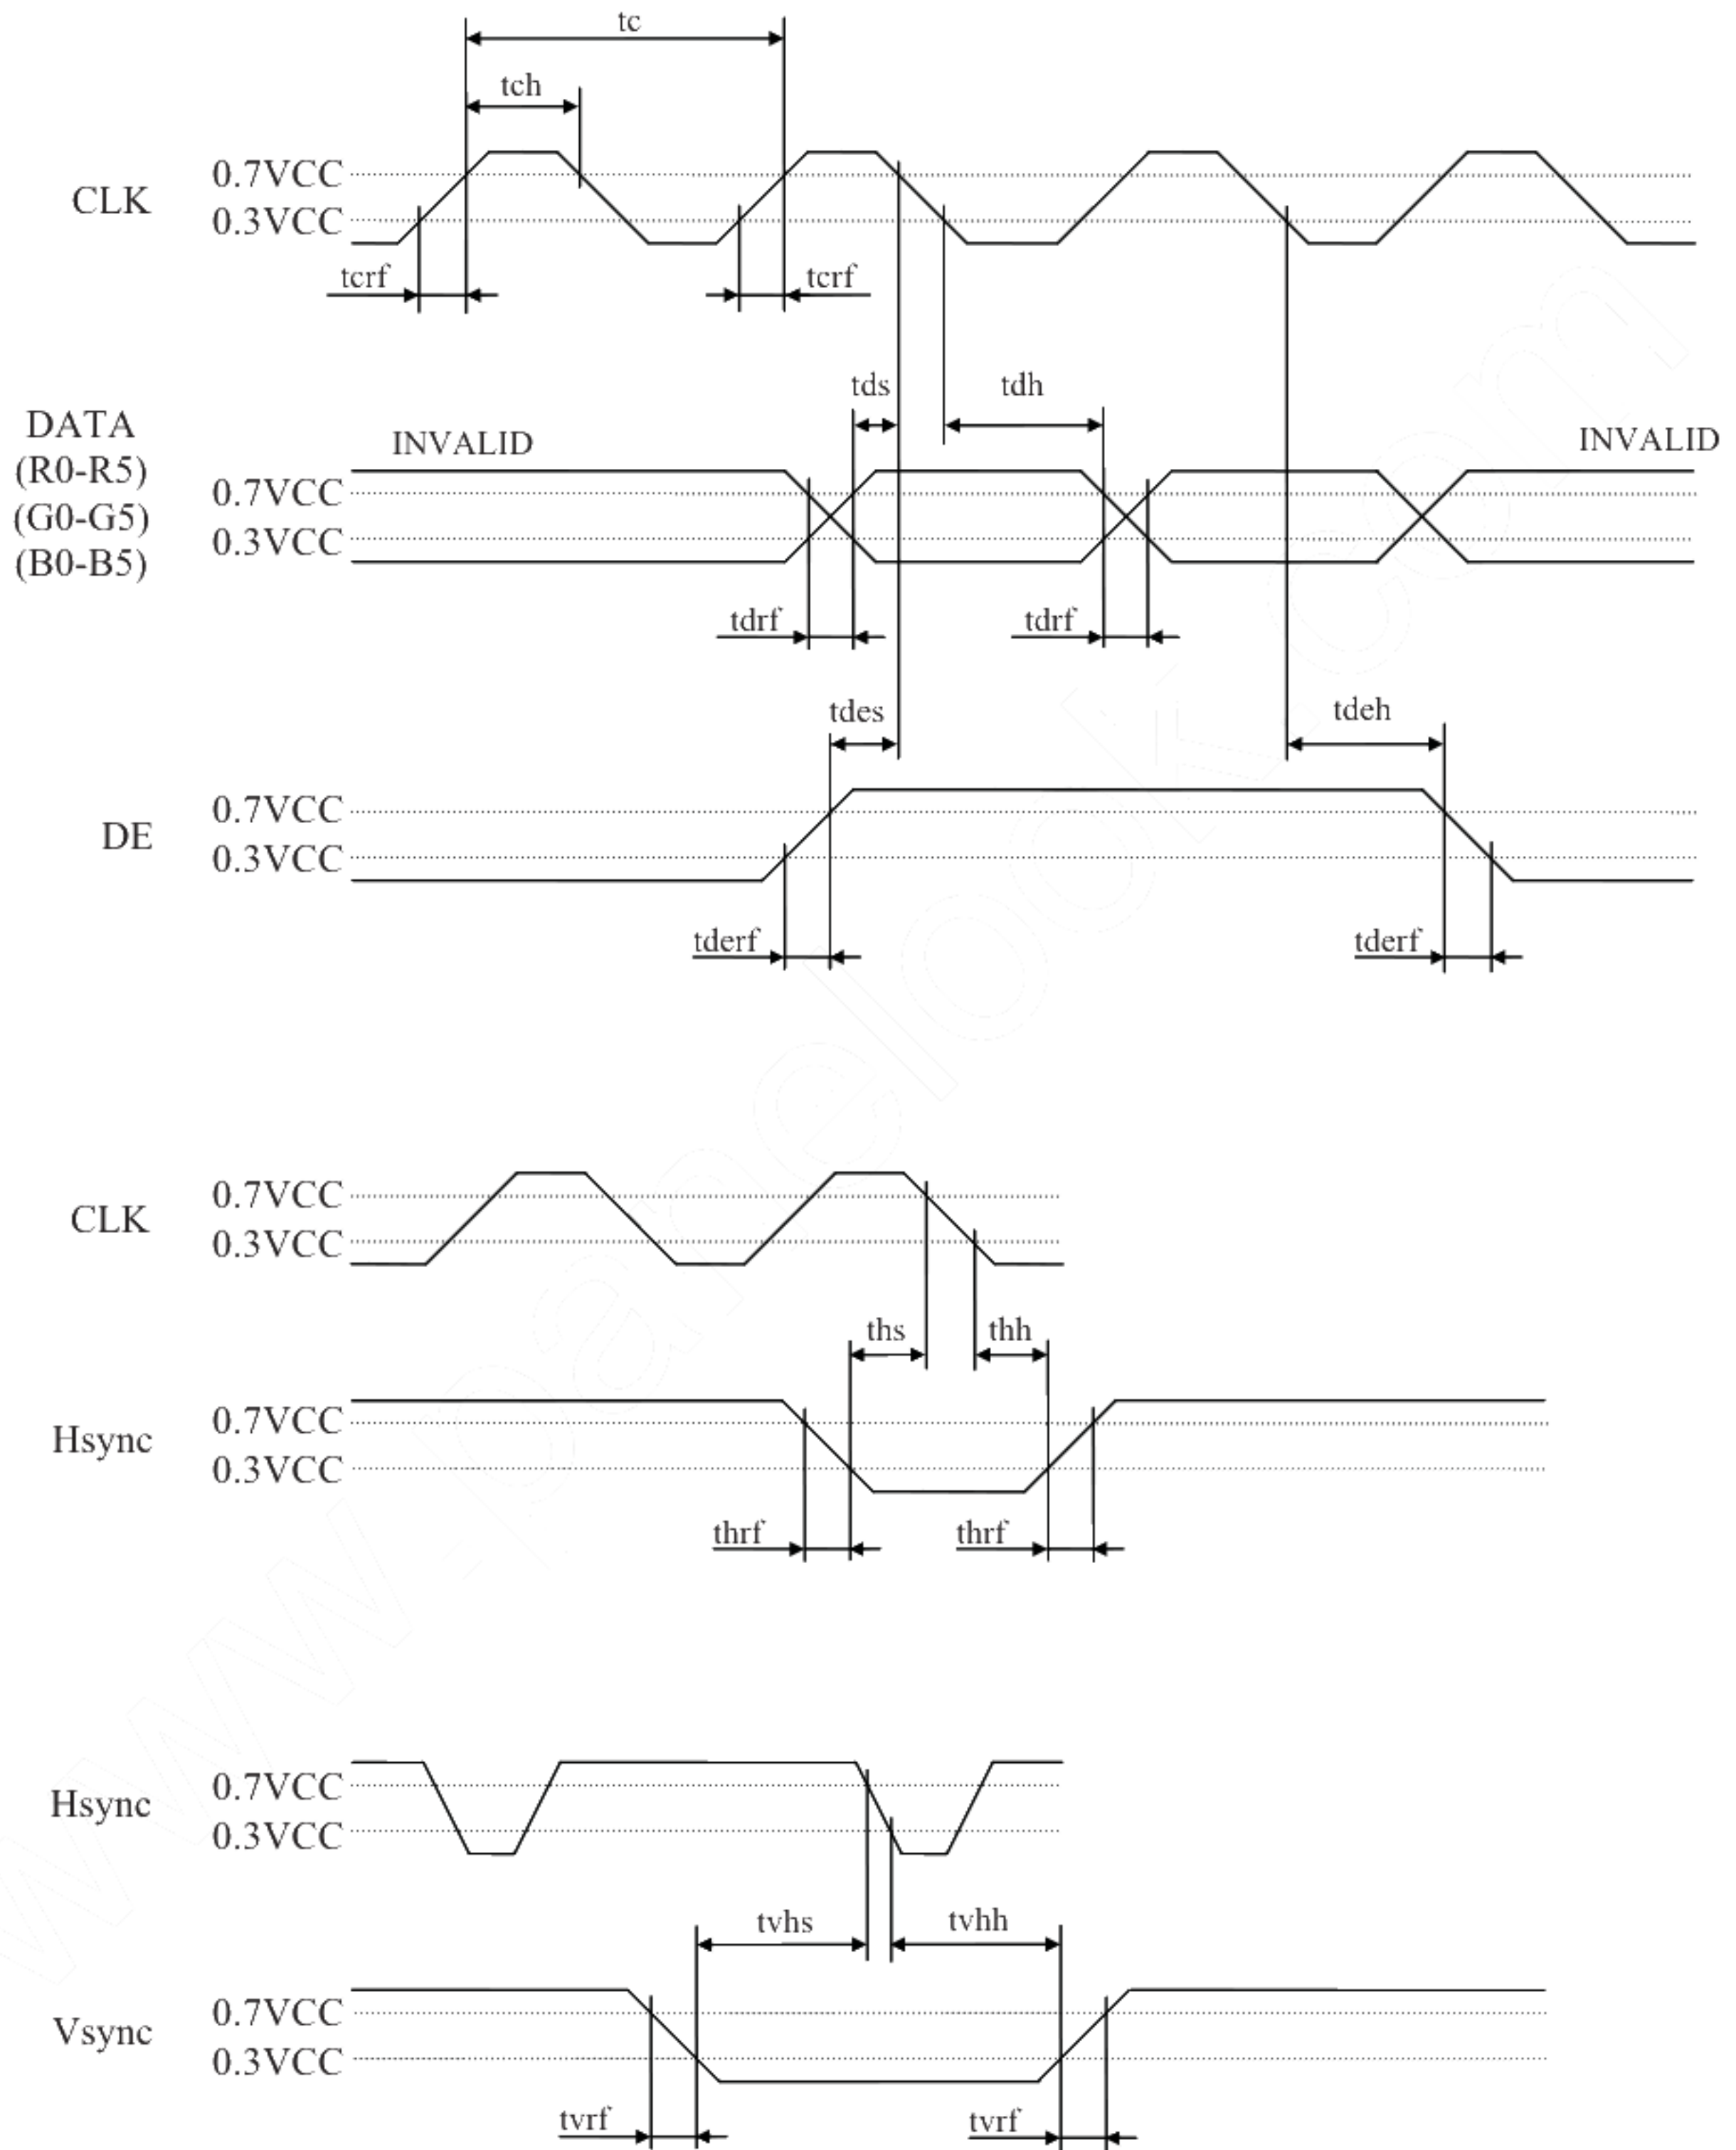 tc
tch
0.7VCC
CLK
0.3VCC
tcrf
tcrf
tds
tdh
DATA
INVALID
INVALID
(R0-R5)
0.7VCC
(G0-G5)
0.3VCC
(B0-B5)
tdrf
tdrf
tdes
tdeh
0.7VCC
DE
0.3VCC
tderf
tderf
0.7VCC
CLK
0.3VCC
ths
thh
0.7VCC
Hsync
0.3VCC
thrf
thrf
0.7VCC
Hsync
0.3VCC
tvhs
tvhh
0.7VCC
Vsync
0.3VCC
tvrf
tvrf
www.panelook.com